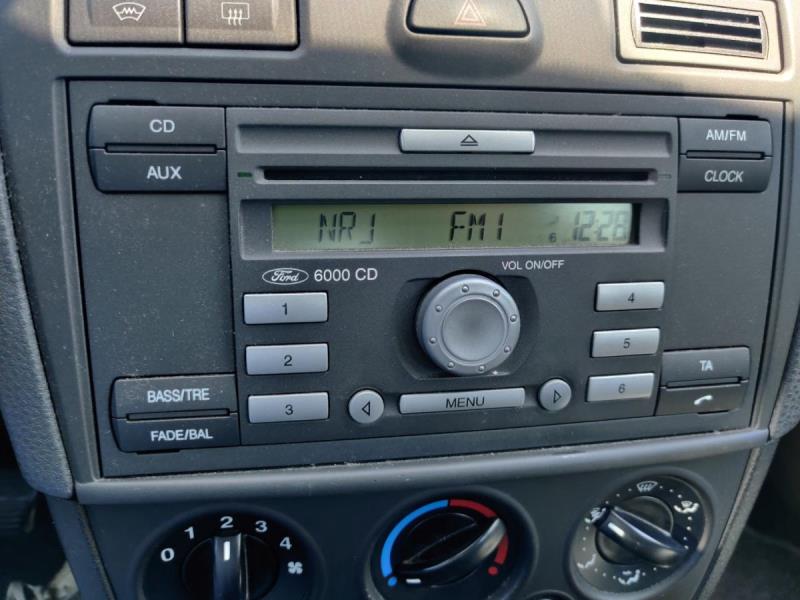 CD
AUX
AM/FM
CLOCK
NRJ FM1 6 12:28
Ford 6000 CD
VOL ON/OFF
1
2
3
4
5
6
MENU
BASS/TRE
FADE/BAL
TA
0 1 2 3 4